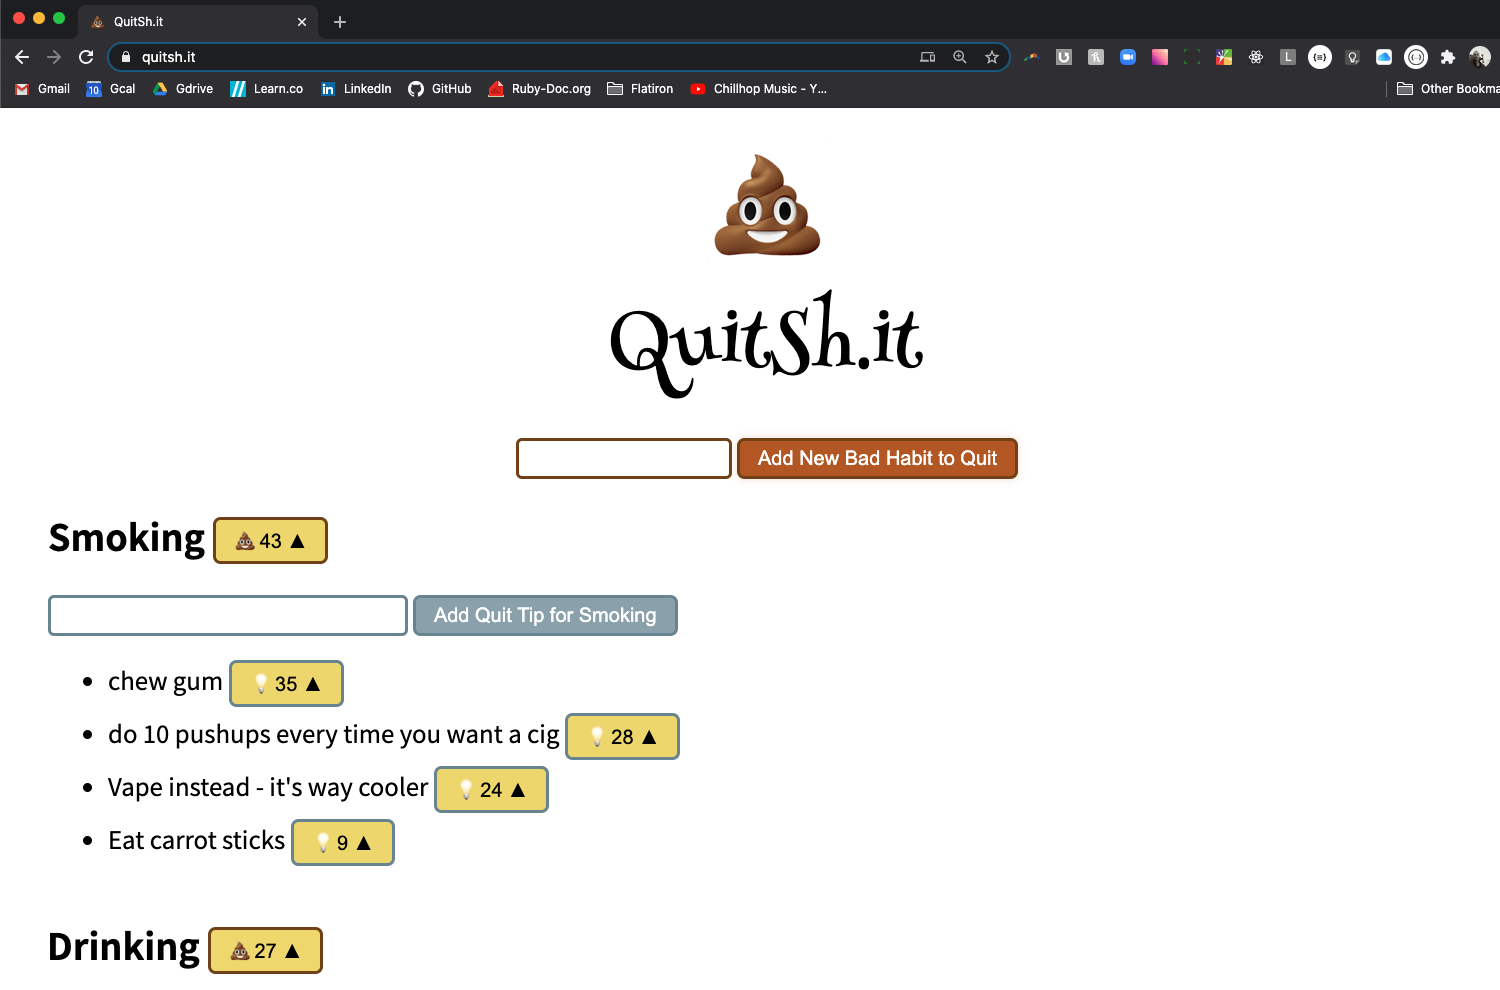 QuitSh.it
quitsh.it
Gmail
10 Gcal
Gdrive
Learn.co
LinkedIn
GitHub
Ruby-Doc.org
Flatiron
Chillhop Music - Y...
Other Bookma
QuitSh.it
Add New Bad Habit to Quit
Smoking 💩 43 ▲
Add Quit Tip for Smoking
• chew gum 💡 35 ▲
• do 10 pushups every time you want a cig 💡 28 ▲
• Vape instead - it's way cooler 💡 24 ▲
• Eat carrot sticks 💡 9 ▲
Drinking 💩 27 ▲